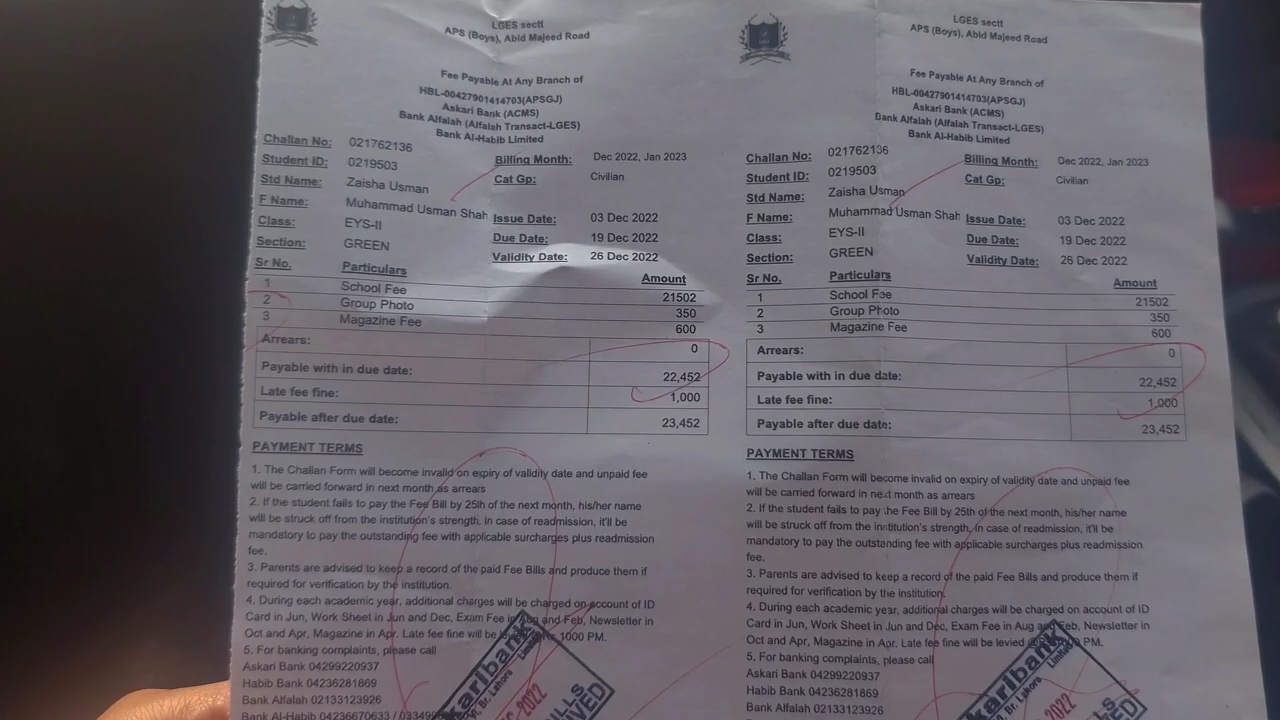 LGES sectt
APS (Boys), Abid Majeed Road
Fee Payable At Any Branch of
HBL-00427901414703(APSGJ)
Askari Bank (ACMS)
Bank Alfalah (Alfalah Transact-LGES)
Bank Al-Habib Limited
Challan No: 021762136
Student ID: 0219503 Billing Month: Dec 2022, Jan 2023
Std Name: Zaisha Usman Cat Gp: Civilian
F Name: Muhammad Usman Shah Issue Date: 03 Dec 2022
Class: EYS-II Due Date: 19 Dec 2022
Section: GREEN Validity Date: 26 Dec 2022
Sr No. Particulars Amount
1 School Fee 21502
2 Group Photo 350
3 Magazine Fee 600
Arrears: 0
Payable with in due date: 22,452
Late fee fine: 1,000
Payable after due date: 23,452
PAYMENT TERMS
1. The Challan Form will become invalid on expiry of validity date and unpaid fee
will be carried forward in next month as arrears
2. If the student fails to pay the Fee Bill by 25th of the next month, his/her name
will be struck off from the institution's strength. In case of readmission, it'll be
mandatory to pay the outstanding fee with applicable surcharges plus readmission
fee.
3. Parents are advised to keep a record of the paid Fee Bills and produce them if
required for verification by the institution.
4. During each academic year, additional charges will be charged on account of ID
Card in Jun, Work Sheet in Jun and Dec, Exam Fee in Aug and Feb, Newsletter in
Oct and Apr, Magazine in Apr. Late fee fine will be 1000 PM.
5. For banking complaints, please call
Askari Bank 04299220937
Habib Bank 04236281869
Bank Alfalah 02133123926
Bank Al-Habib 04236670633 /
karibank
Br. Lahore Limited
2022
LGES sectt
APS (Boys), Abid Majeed Road
Fee Payable At Any Branch of
HBL-00427901414703(APSGJ)
Askari Bank (ACMS)
Bank Alfalah (Alfalah Transact-LGES)
Bank Al-Habib Limited
Challan No: 021762136 Billing Month: Dec 2022, Jan 2023
Student ID: 0219503 Cat Gp: Civilian
Std Name: Zaisha Usman
F Name: Muhammad Usman Shah Issue Date: 03 Dec 2022
Class: EYS-II Due Date: 19 Dec 2022
Section: GREEN Validity Date: 26 Dec 2022
Sr No. Particulars Amount
1 School Fee 21502
2 Group Photo 350
3 Magazine Fee 600
Arrears: 0
Payable with in due date: 22,452
Late fee fine: 1,000
Payable after due date: 23,452
PAYMENT TERMS
1. The Challan Form will become invalid on expiry of validity date and unpaid fee
will be carried forward in next month as arrears
2. If the student fails to pay the Fee Bill by 25th of the next month, his/her name
will be struck off from the institution's strength, In case of readmission, it'll be
mandatory to pay the outstanding fee with applicable surcharges plus readmission
fee.
3. Parents are advised to keep a record of the paid Fee Bills and produce them if
required for verification by the institution.
4. During each academic year, additional charges will be charged on account of ID
Card in Jun, Work Sheet in Jun and Dec, Exam Fee in Aug and Feb, Newsletter in
Oct and Apr, Magazine in Apr. Late fee fine will be levied PM.
5. For banking complaints, please call
Askari Bank 04299220937
Habib Bank 04236281869
Bank Alfalah 02133123926
karibank
Br. Lahore Limited
2022